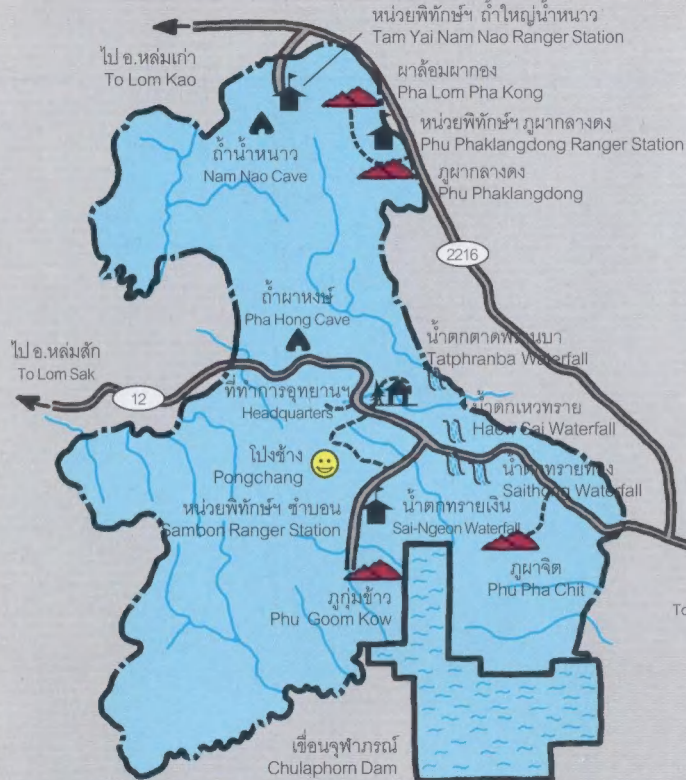 หน่วยพิทักษ์ฯ ถ้ำใหญ่น้ำหนาว
Tam Yai Nam Nao Ranger Station
ไป อ.หล่มเก่า
To Lom Kao
ผาล้อมผากอง
Pha Lom Pha Kong
หน่วยพิทักษ์ฯ ภูผากลางดง
Phu Phaklangdong Ranger Station
ถ้ำน้ำหนาว
Nam Nao Cave
ภูผากลางดง
Phu Phaklangdong
2216
ถ้ำผาหงษ์
Pha Hong Cave
น้ำตกตาดพรานบา
Tatphranba Waterfall
ไป อ.หล่มสัก
To Lom Sak
12
ที่ทำการอุทยานฯ
Headquarters
น้ำตกเหวทราย
Haew Sai Waterfall
โป่งช้าง
Pongchang
น้ำตกทรายทอง
Saithong Waterfall
หน่วยพิทักษ์ฯ ซำบอน
Sambon Ranger Station
น้ำตกทรายเงิน
Sai-Ngeon Waterfall
ภูผาจิต
Phu Pha Chit
ภูกุ่มข้าว
Phu Goom Kow
To
เขื่อนจุฬาภรณ์
Chulaphorn Dam